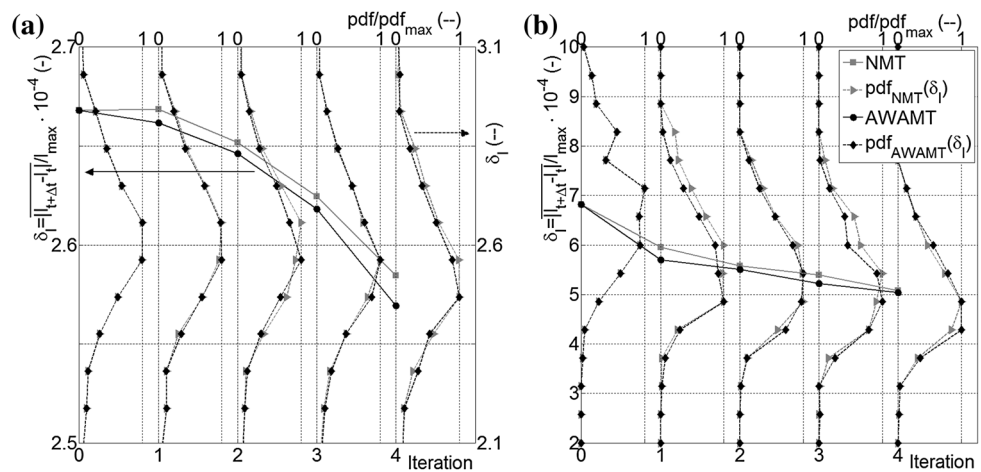 (a)
pdf/pdf_max (--)
0 1 0 1 0 1 0 1 0 1
2.7
2.6
2.5
δ_I=|I_t+Δt-I_t|/I_max · 10^-4 (-)
3.1
2.6
2.1
δ_I (--)
0 1 2 3 4 Iteration
(b)
pdf/pdf_max (--)
0 1 0 1 0 1 0 1 0 1
10
9
8
7
6
5
4
3
2
δ_I=|I_t+Δt-I_t|/I_max · 10^-4 (-)
NMT
pdf_NMT(δ_I)
AWAMT
pdf_AWAMT(δ_I)
0 1 2 3 4 Iteration